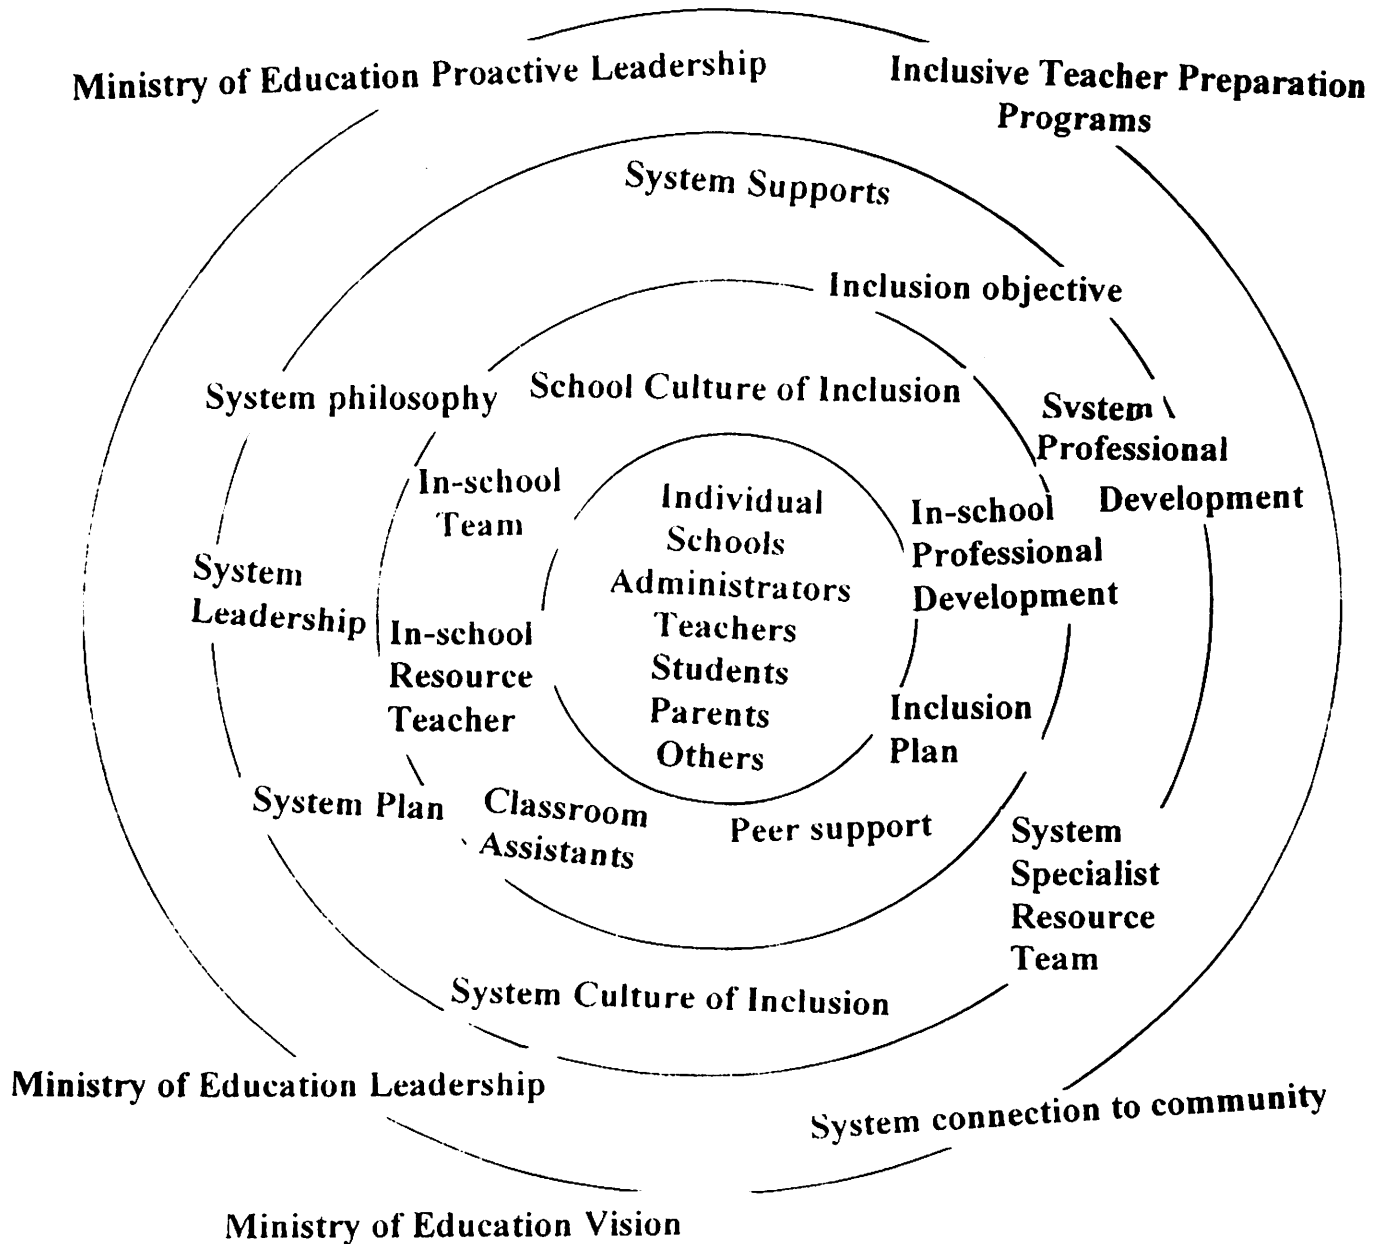 Ministry of Education Proactive Leadership
Inclusive Teacher Preparation
Programs
System Supports
Inclusion objective
System philosophy
School Culture of Inclusion
System
Professional
Development
In-school
Team
Individual
Schools
Administrators
Teachers
Students
Parents
Others
In-school
Professional
Development
System
Leadership
In-school
Resource
Teacher
Inclusion
Plan
System Plan
Classroom
Assistants
Peer support
System
Specialist
Resource
Team
System Culture of Inclusion
Ministry of Education Leadership
System connection to community
Ministry of Education Vision